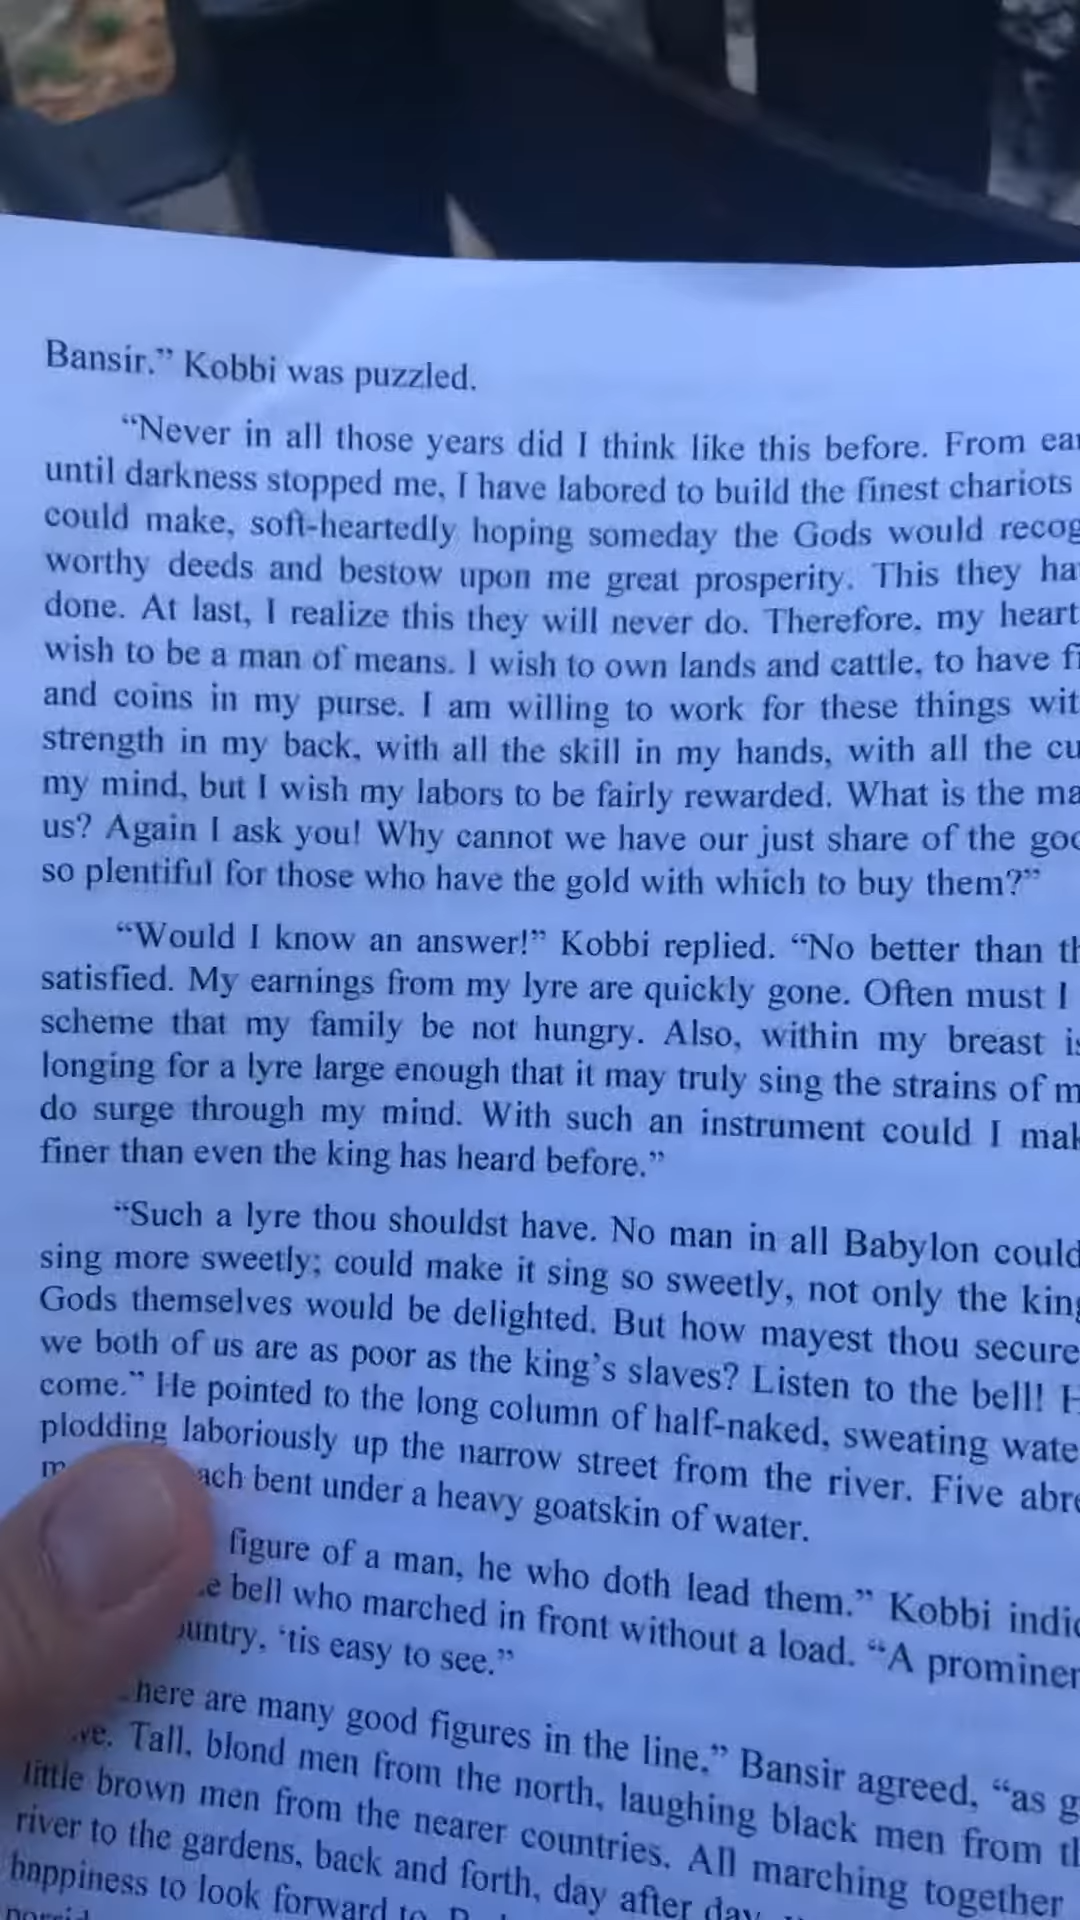 Bansir.” Kobbi was puzzled.
“Never in all those years did I think like this before. From
until darkness stopped me, I have labored to build the finest chariots
could make, soft-heartedly hoping someday the Gods would
worthy deeds and bestow upon me great prosperity. This they
done. At last, I realize this they will never do. Therefore, my heart
wish to be a man of means. I wish to own lands and cattle, to have
and coins in my purse. I am willing to work for these things
strength in my back, with all the skill in my hands, with all the
my mind, but I wish my labors to be fairly rewarded. What is the
us? Again I ask you! Why cannot we have our just share of the
so plentiful for those who have the gold with which to buy them?”
“Would I know an answer!” Kobbi replied. “No better than
satisfied. My earnings from my lyre are quickly gone. Often must I
scheme that my family be not hungry. Also, within my breast
longing for a lyre large enough that it may truly sing the strains of
do surge through my mind. With such an instrument could I
finer than even the king has heard before.”
“Such a lyre thou shouldst have. No man in all Babylon could
sing more sweetly; could make it sing so sweetly, not only the
Gods themselves would be delighted. But how mayest thou secure
we both of us are as poor as the king’s slaves? Listen to the bell!
come.” He pointed to the long column of half-naked, sweating
plodding laboriously up the narrow street from the river. Five
bent under a heavy goatskin of water.
figure of a man, he who doth lead them.” Kobbi
bell who marched in front without a load. “A
‘tis easy to see.”
are many good figures in the line,” Bansir agreed, “as
Tall, blond men from the north, laughing black men from
little brown men from the nearer countries. All marching together
river to the gardens, back and forth, day after day,
happiness to look forward to.